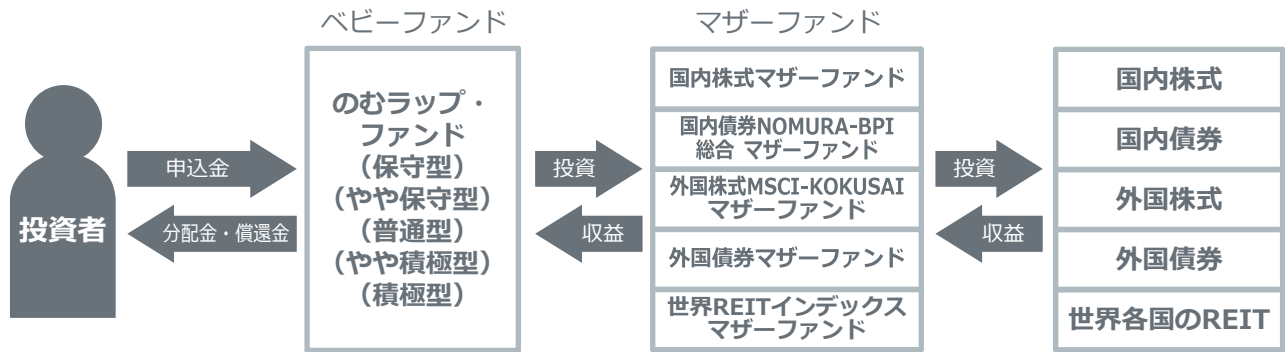 ベビーファンド
マザーファンド
投資者
申込金
分配金・償還金
のむラップ・
ファンド
（保守型）
（やや保守型）
（普通型）
（やや積極型）
（積極型）
投資
収益
国内株式マザーファンド
国内債券NOMURA-BPI
総合 マザーファンド
外国株式MSCI-KOKUSAI
マザーファンド
外国債券マザーファンド
世界REITインデックス
マザーファンド
投資
収益
国内株式
国内債券
外国株式
外国債券
世界各国のREIT